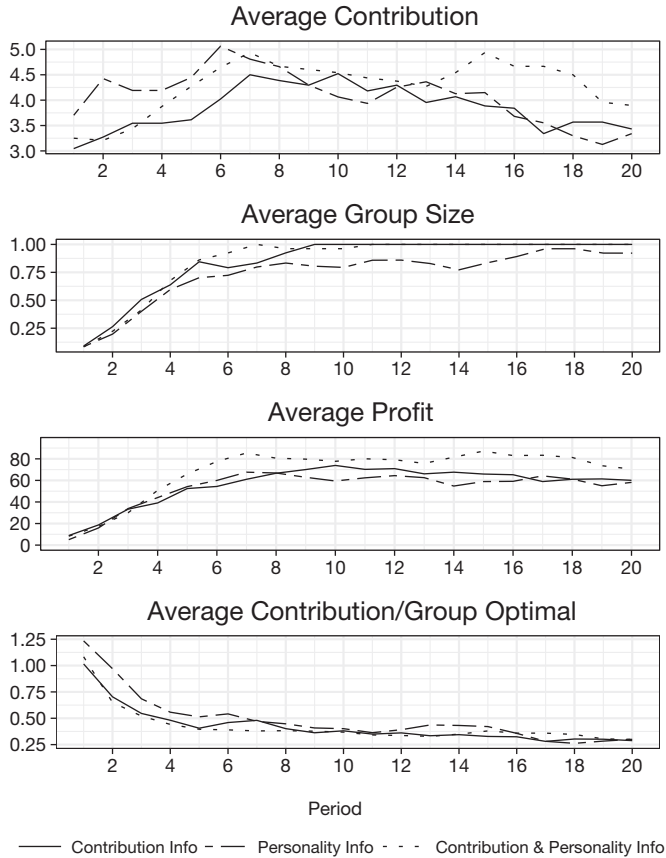 Average Contribution
5.0
4.5
4.0
3.5
3.0
2 4 6 8 10 12 14 16 18 20
Average Group Size
1.00
0.75
0.50
0.25
2 4 6 8 10 12 14 16 18 20
Average Profit
80
60
40
20
0
2 4 6 8 10 12 14 16 18 20
Average Contribution/Group Optimal
1.25
1.00
0.75
0.50
0.25
2 4 6 8 10 12 14 16 18 20
Period
Contribution Info Personality Info Contribution & Personality Info